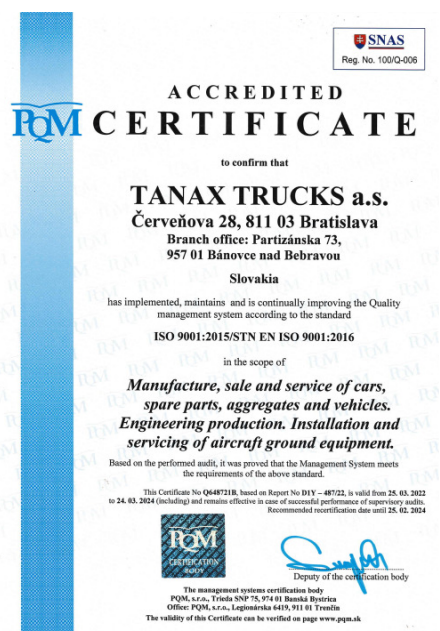 SNAS
Reg. No. 100/Q-006
ACCREDITED
PQM CERTIFICATE
to confirm that
TANAX TRUCKS a.s.
Červeňova 28, 811 03 Bratislava
Branch office: Partizánska 73,
957 01 Bánovce nad Bebravou
Slovakia
has implemented, maintains and is continually improving the Quality
management system according to the standard
ISO 9001:2015/STN EN ISO 9001:2016
in the scope of
Manufacture, sale and service of cars,
spare parts, aggregates and vehicles.
Engineering production. Installation and
servicing of aircraft ground equipment.
Based on the performed audit, it was proved that the Management System meets
the requirements of the above standard.
This Certificate No Q648721B, based on Report No D1Y – 487/22, is valid from 25. 03. 2022
to 24. 03. 2024 (including) and remains effective in case of successful performance of supervisory audits.
Recommended recertification date until 25. 02. 2024
PQM
CERTIFICATION
BODY
Deputy of the certification body
The management systems certification body
PQM, s.r.o., Trieda SNP 75, 974 01 Banská Bystrica
Office: PQM, s.r.o., Legionárska 6419, 911 01 Trenčín
The validity of this Certificate can be verified on page www.pqm.sk